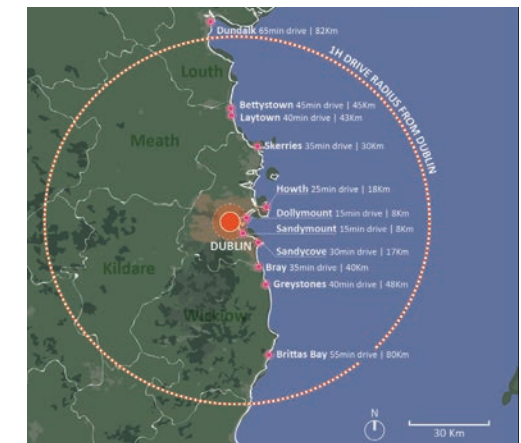 Dundalk 65min drive | 82Km
Louth
1H DRIVE RADIUS FROM DUBLIN
Bettystown 45min drive | 45Km
Laytown 40min drive | 43Km
Meath
Skerries 35min drive | 30Km
Howth 25min drive | 18Km
Dollymount 15min drive | 8Km
Sandymount 15min drive | 8Km
DUBLIN
Sandycove 30min drive | 17Km
Kildare
Bray 35min drive | 40Km
Greystones 40min drive | 48Km
Wicklow
Brittas Bay 55min drive | 80Km
N
30 Km